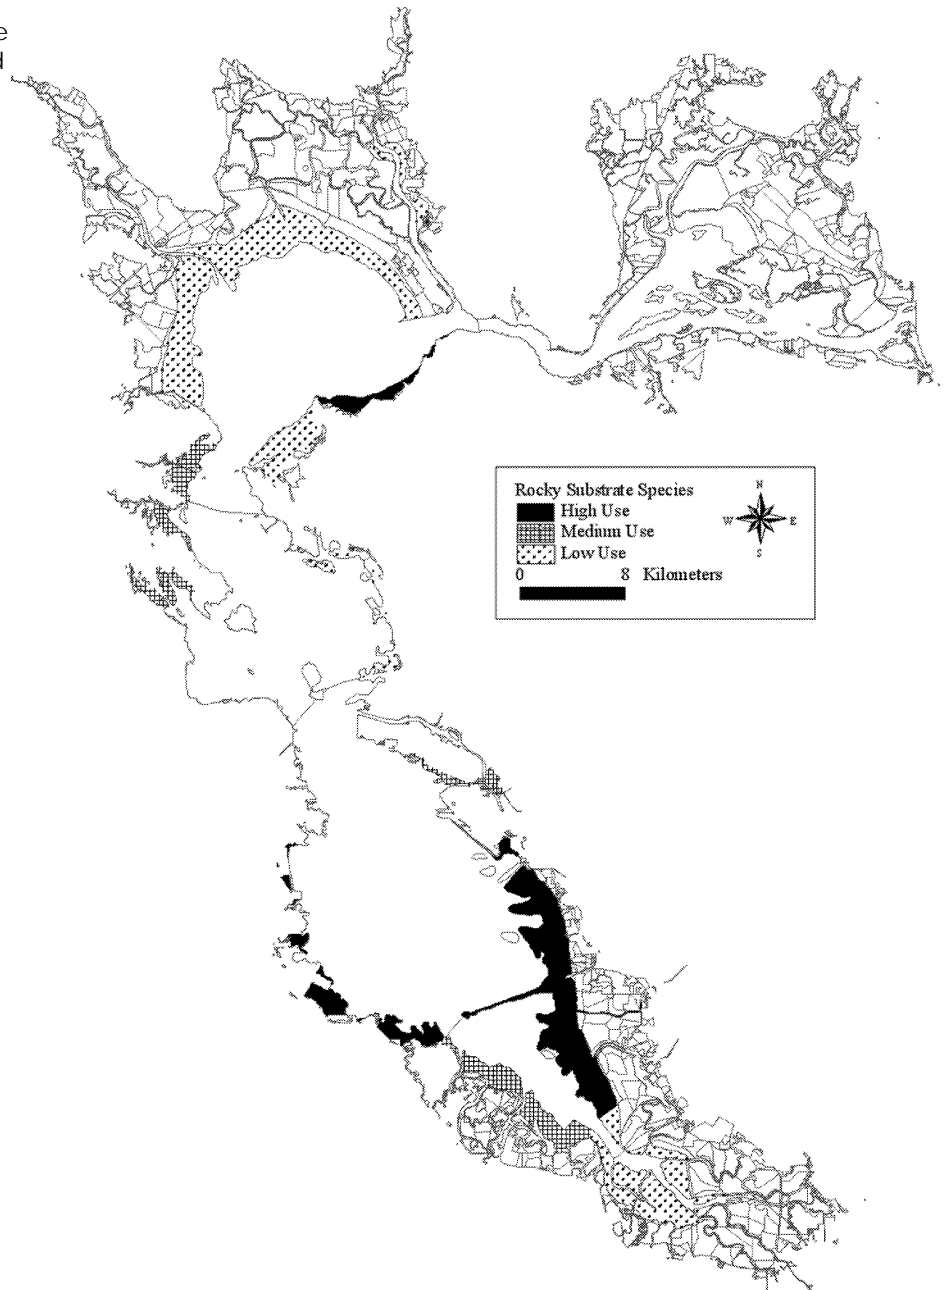 e
d
Rocky Substrate Species
High Use
Medium Use
Low Use
0 8 Kilometers
N
W E
S